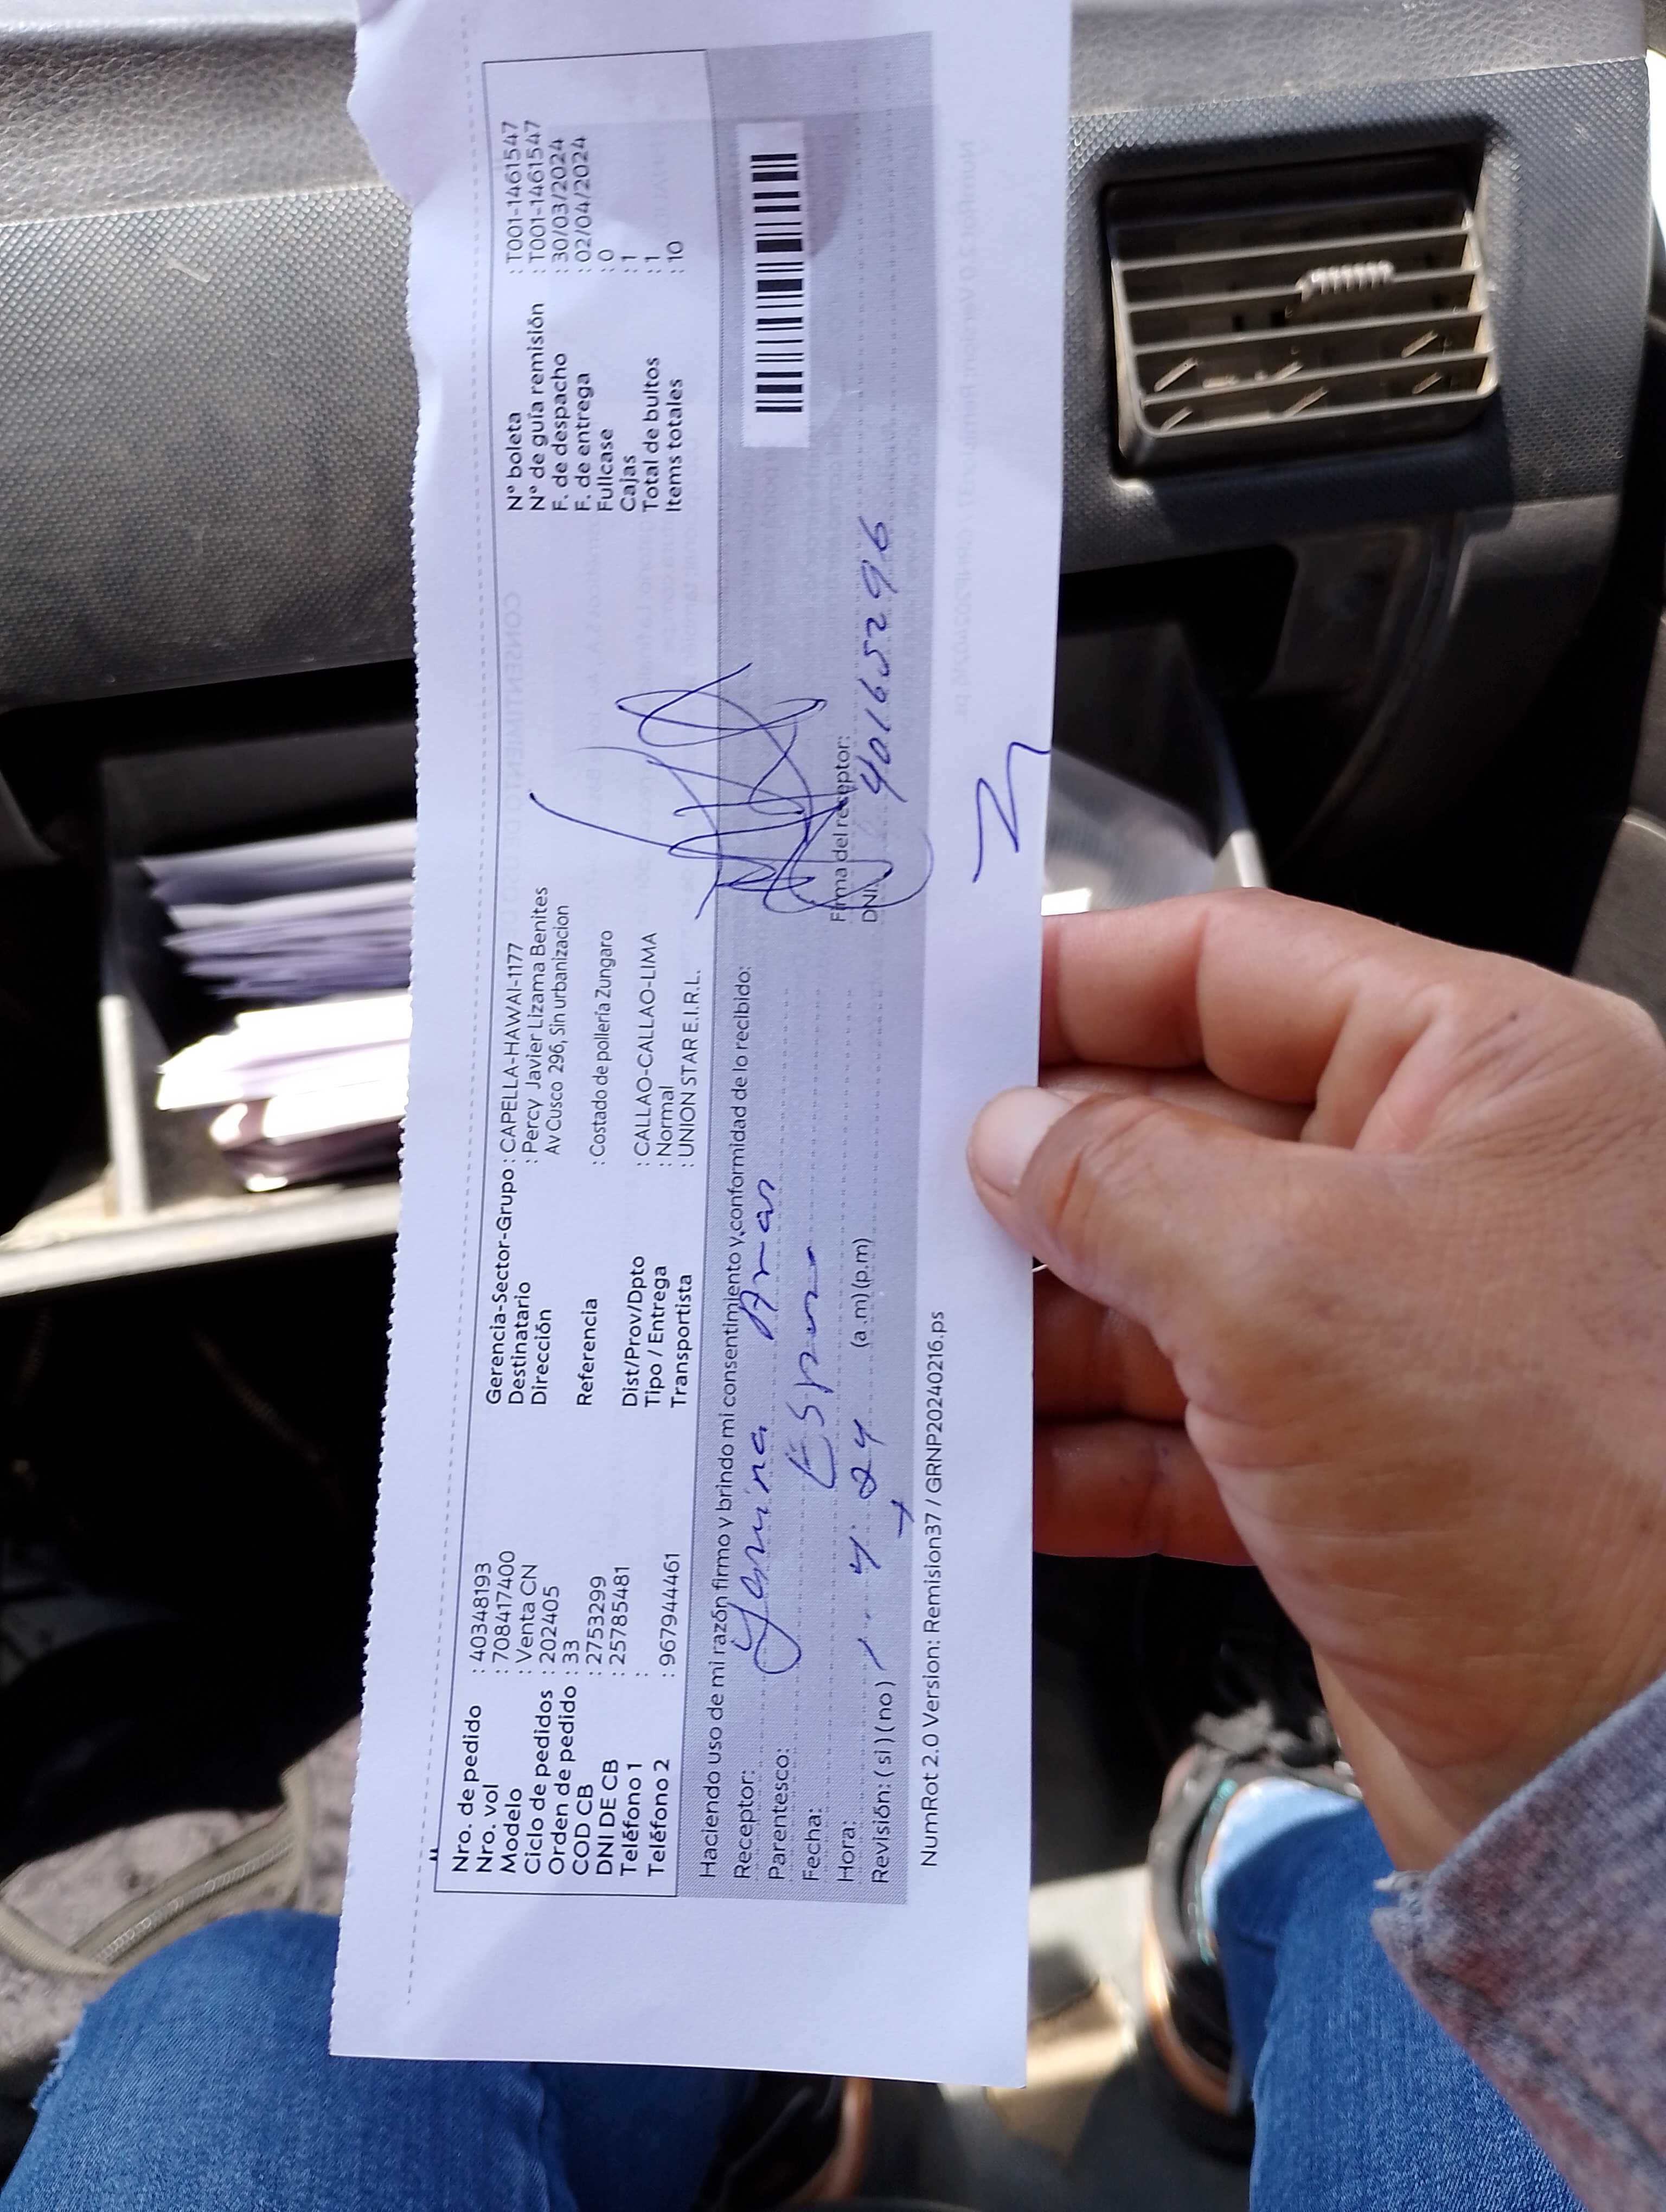 Nro. de pedido : 40348193
Nro. vol : 708417400
Modelo : Venta CN
Ciclo de pedidos : 202405
Orden de pedido : 33
COD CB : 2753299
DNI DE CB : 25785481
Teléfono 1 :
Teléfono 2 : 967944461
Gerencia-Sector-Grupo : CAPELLA-HAWAI-1177
Destinatario : Percy Javier Lizama Benites
Dirección Av Cusco 296, Sin urbanizacion
Referencia : Costado de pollería Zungaro
Dist/Prov/Dpto : CALLAO-CALLAO-LIMA
Tipo / Entrega : Normal
Transportista : UNION STAR E.I.R.L.
N° boleta : T001-1461547
N° de guía remisión : T001-1461547
F. de despacho : 30/03/2024
F. de entrega : 02/04/2024
Fullcase : 0
Cajas : 1
Total de bultos : 1
Items totales : 10
Haciendo uso de mi razón firmo y brindo mi consentimiento y conformidad de lo recibido:
Receptor:
Parentesco:
Fecha:
Hora: (a.m)(p.m)
Revisión: (si) (no)
Firma del receptor:
DNI: 40165296
NumRot 2.0 Version: Remision37 / GRNP20240216.ps